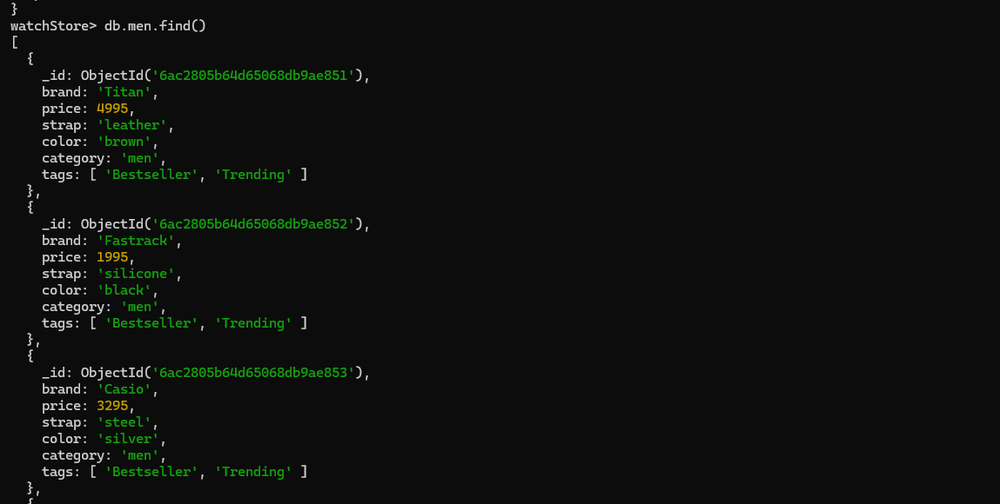 }
watchStore> db.men.find()
[
  {
    _id: ObjectId('6ac2805b64d65068db9ae851'),
    brand: 'Titan',
    price: 4995,
    strap: 'leather',
    color: 'brown',
    category: 'men',
    tags: [ 'Bestseller', 'Trending' ]
  },
  {
    _id: ObjectId('6ac2805b64d65068db9ae852'),
    brand: 'Fastrack',
    price: 1995,
    strap: 'silicone',
    color: 'black',
    category: 'men',
    tags: [ 'Bestseller', 'Trending' ]
  },
  {
    _id: ObjectId('6ac2805b64d65068db9ae853'),
    brand: 'Casio',
    price: 3295,
    strap: 'steel',
    color: 'silver',
    category: 'men',
    tags: [ 'Bestseller', 'Trending' ]
  },
  {